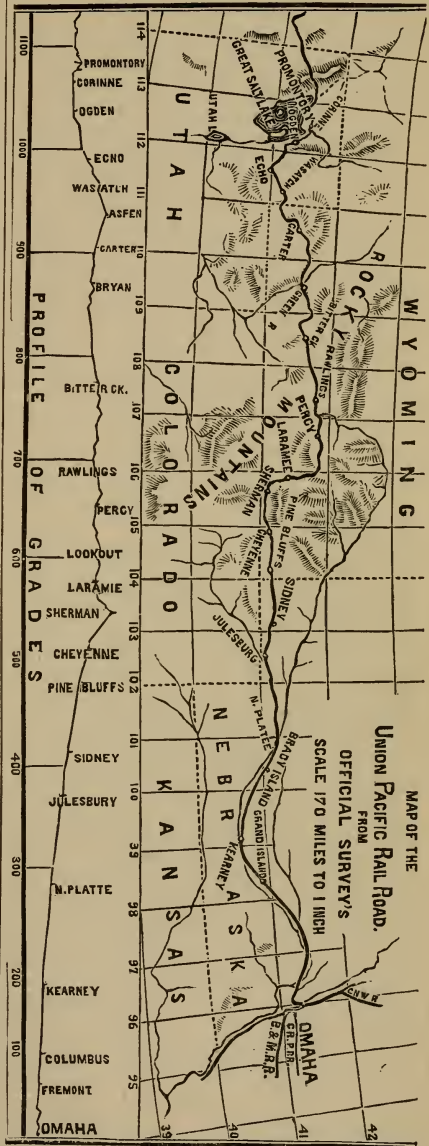 MAP OF THE
UNION PACIFIC RAIL ROAD.
FROM
OFFICIAL SURVEY'S
SCALE 170 MILES TO 1 INCH
WYOMING
ROCKY
MOUNTAINS
UTAH
COLORADO
NEBRASKA
KANSAS
PROMONTORY
GREAT SALT LAKE
CORINNE
OGDEN
UTAH
WASATCH
ECHO
CARTER
GREEN R
BITTER CK.
RAWLINGS
PERCY
LARAMEE
SHERMAN
PINE BLUFFS
CHEYENNE
SIDNEY
JULESBURG
N. PLATEE
BRADY ISLAND
GRAND ISLAND
KEARNEY
C N W R
OMAHA
C.R.P.R.R.
B.& M.R.R.
42
41
40
39
114
113
112
111
110
109
108
107
106
105
104
103
102
101
100
99
98
97
96
95
PROMONTORY
CORINNE
OGDEN
ECHO
WASATCH
ASPEN
CARTER
BRYAN
BITTER CK.
RAWLINGS
PERCY
LOOKOUT
LARAMIE
SHERMAN
CHEYENNE
PINE BLUFFS
SIDNEY
JULESBURY
N.PLATTE
KEARNEY
COLUMBUS
FREMONT
OMAHA
1100
1000
900
800
700
600
500
400
300
200
100
PROFILE OF GRADES